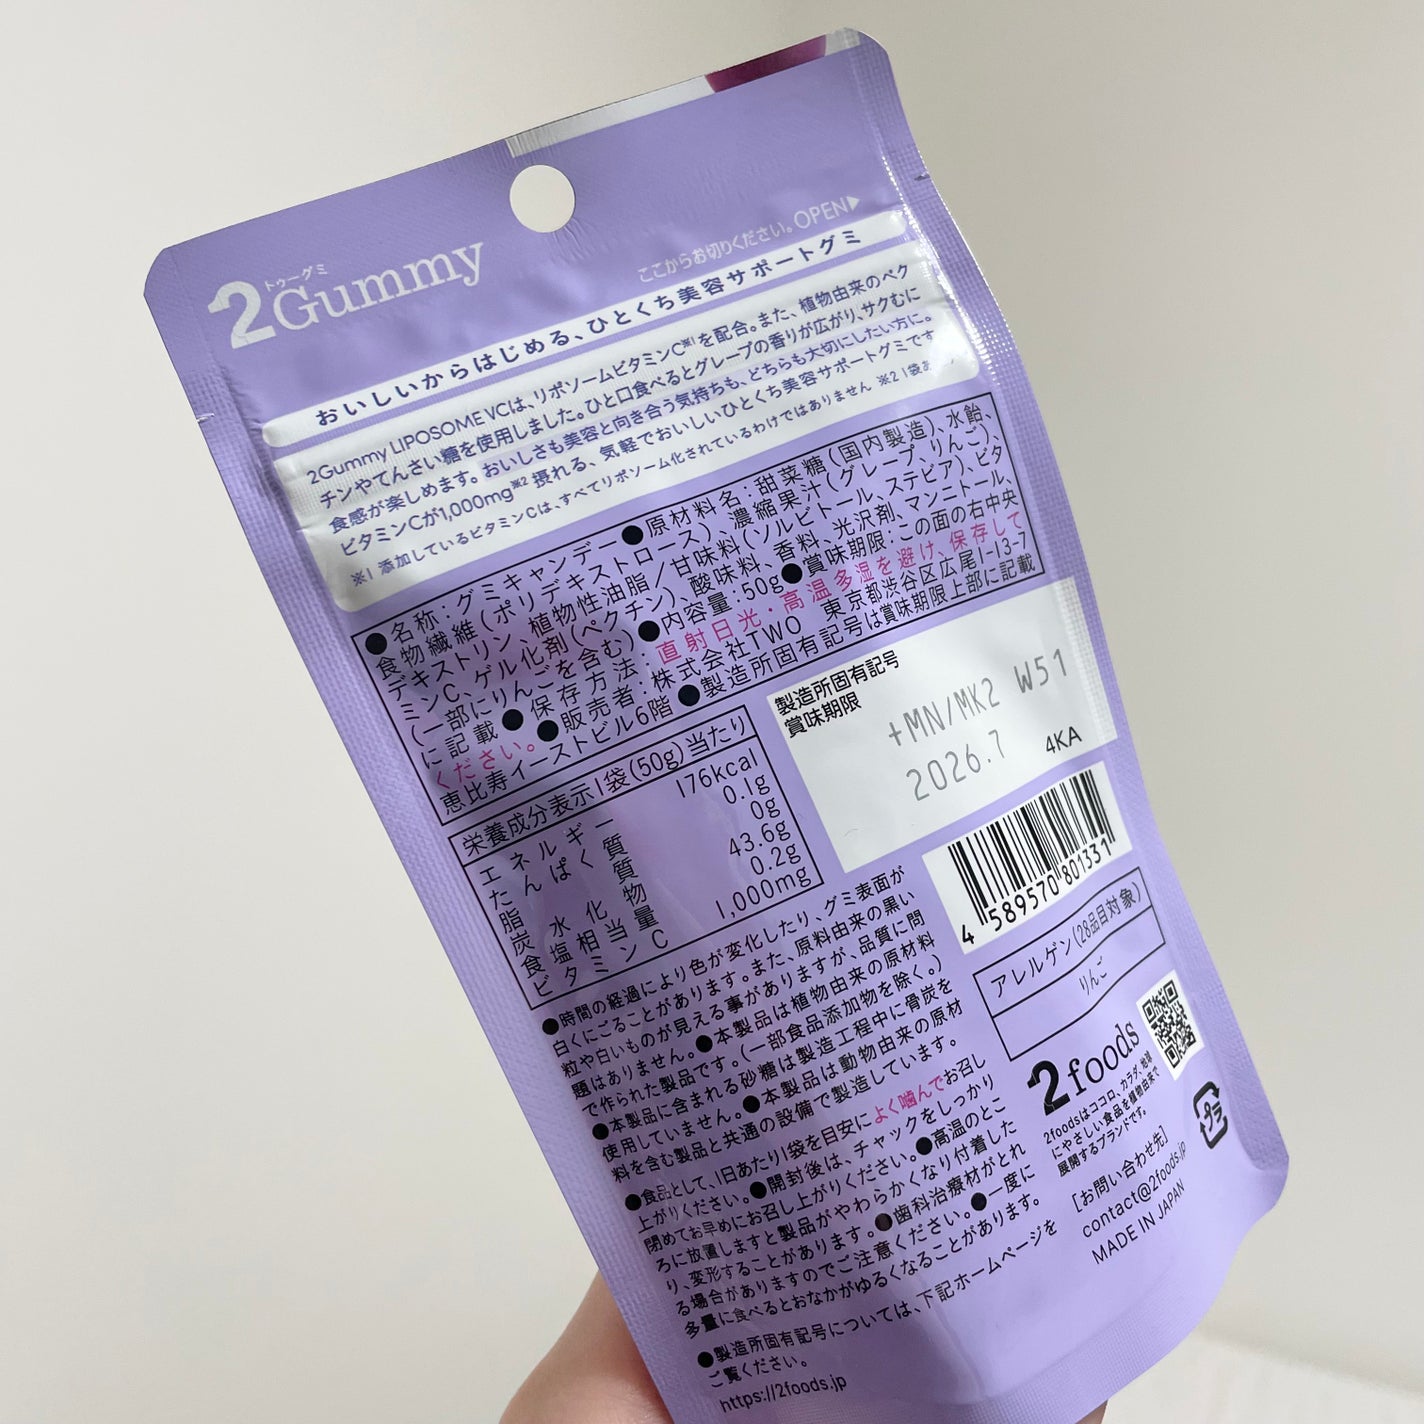 トゥーグミ
2Gummy
ここからお切りください。OPEN▶
おいしいからはじめる、ひとくち美容サポートグミ
2Gummy LIPOSOME VCは、リポソームビタミンC※1を配合。また、植物由来のペク
チンやてんさい糖を使用しました。ひと口食べるとグレープの香りが広がり、サクむに
食感が楽しめます。おいしさも美容と向き合う気持ちも、どちらも大切にしたい方に。
ビタミンCが1,000mg※2 摂れる、気軽でおいしいひとくち美容サポートグミです
※1 添加しているビタミンCは、すべてリポソーム化されているわけではありません ※2 1袋あ
●名称:グミキャンデー●原材料名:甜菜糖(国内製造)、水飴、
食物繊維(ポリデキストロース)、濃縮果汁(グレープ、りんご)、
デキストリン、植物性油脂/甘味料(ソルビトール、ステビア)、ビタ
ミンC、ゲル化剤(ペクチン)、酸味料、香料、光沢剤、マンニトール、
(一部にりんごを含む)●内容量:50g●賞味期限:この面の右中央
に記載●保存方法:直射日光・高温多湿を避け、保存して
ください。●販売者:株式会社TWO 東京都渋谷区広尾1-13-7
恵比寿イーストビル6階●製造所固有記号は賞味期限上部に記載
製造所固有記号
賞味期限
+MN/MK2 W51
2026.7
4KA
栄養成分表示1袋(50g)当たり
エネルギー 176kcal
たんぱく質 0.1g
脂質 0g
炭水化物 43.6g
食塩相当量 0.2g
ビタミンC 1,000mg
4 589570 801331
アレルゲン(28品目対象)
りんご
●時間の経過により色が変化したり、グミ表面が
白くにごることがあります。また、原料由来の黒い
粒や白いものが見える事がありますが、品質に問
題はありません。●本製品は植物由来の原材料
で作られた製品です。(一部食品添加物を除く。)
●本製品に含まれる砂糖は製造工程中に骨炭を
使用していません。●本製品は動物由来の原材
料を含む製品と共通の設備で製造しています。
●食品として、1日あたり1袋を目安によく噛んでお召し
上がりください。●開封後は、チャックをしっかり
閉めてお早めにお召し上がりください。●高温のとこ
ろに放置しますと製品がやわらかくなり付着した
り、変形することがあります。●歯科治療材がとれ
る場合がありますのでご注意ください。●一度に
多量に食べるとおなかがゆるくなることがあります。
●製造所固有記号については、下記ホームページを
ご覧ください。
https://2foods.jp
2foods
2foodsはココロ、カラダ、地球
にやさしい食品を植物由来で
展開するブランドです。
プラ
[お問い合わせ先]
contact@2foods.jp
MADE IN JAPAN